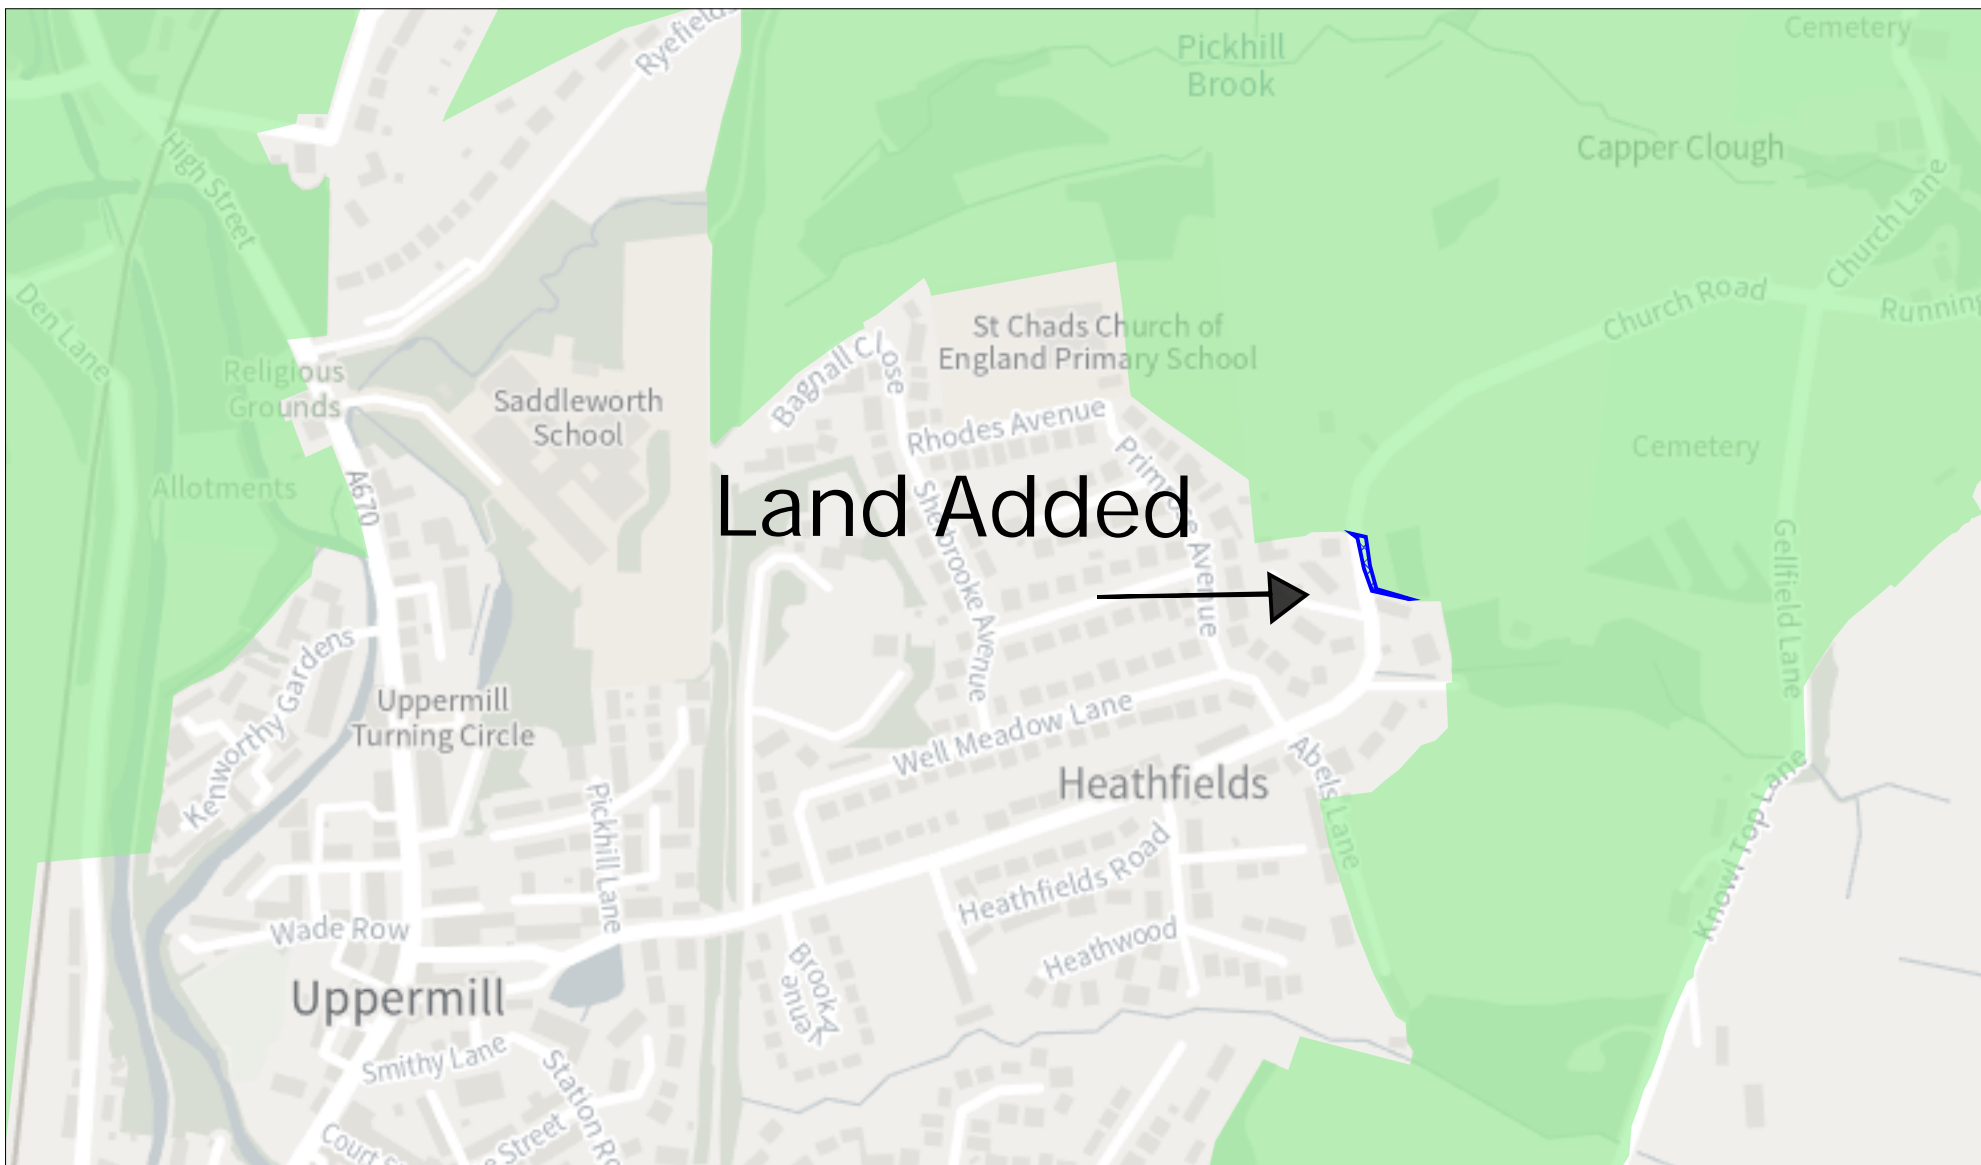 Ryefields
Cemetery
Pickhill
Brook
Capper Clough
High Street
Church Lane
Den Lane
Church Road
Running
St Chads Church of
England Primary School
Religious
Grounds
Bagnall Close
Saddleworth
School
Rhodes Avenue
Cemetery
Primrose Avenue
Allotments
A670
Land Added
Sherbrooke Avenue
Gellfield Lane
Kenworthy Gardens
Uppermill
Turning Circle
Well Meadow Lane
Heathfields
Abels Lane
Knowl Top Lane
Pickhill Lane
Heathfields Road
Wade Row
Heathwood
Brook Avenue
Uppermill
Smithy Lane
Station Ro
Court S
e Street